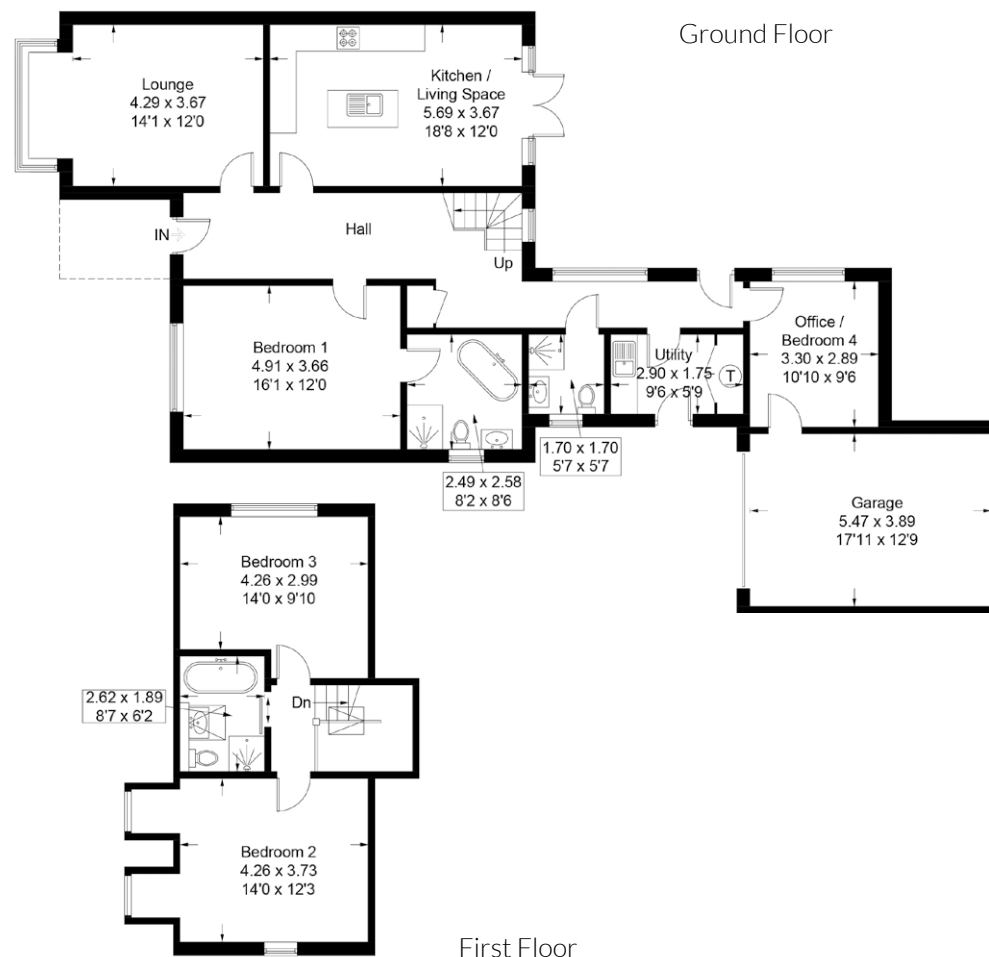 Ground Floor
Lounge
4.29 x 3.67
14'1 x 12'0
Kitchen /
Living Space
5.69 x 3.67
18'8 x 12'0
IN
Hall
Up
Bedroom 1
4.91 x 3.66
16'1 x 12'0
Utility
2.90 x 1.75
9'6 x 5'9
T
Office /
Bedroom 4
3.30 x 2.89
10'10 x 9'6
1.70 x 1.70
5'7 x 5'7
2.49 x 2.58
8'2 x 8'6
Garage
5.47 x 3.89
17'11 x 12'9
Bedroom 3
4.26 x 2.99
14'0 x 9'10
2.62 x 1.89
8'7 x 6'2
Dn
Bedroom 2
4.26 x 3.73
14'0 x 12'3
First Floor